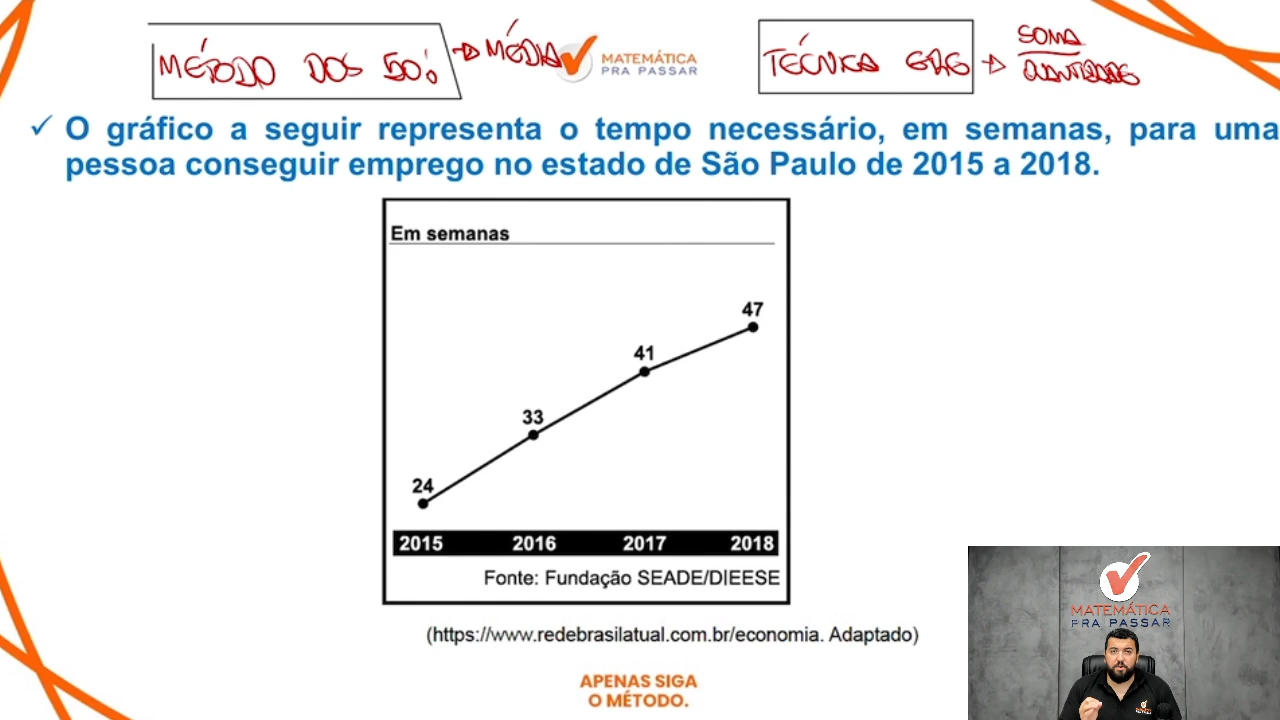 MÉTODO DOS 50: → MÉDIA
MATEMÁTICA
PRA PASSAR
TÉCNICA
SOMA
✓ O gráfico a seguir representa o tempo necessário, em semanas, para uma
pessoa conseguir emprego no estado de São Paulo de 2015 a 2018.
Em semanas
47
41
33
24
2015 2016 2017 2018
Fonte: Fundação SEADE/DIEESE
(https://www.redebrasilatual.com.br/economia. Adaptado)
APENAS SIGA
O MÉTODO.
MATEMÁTICA
PRA PASSAR